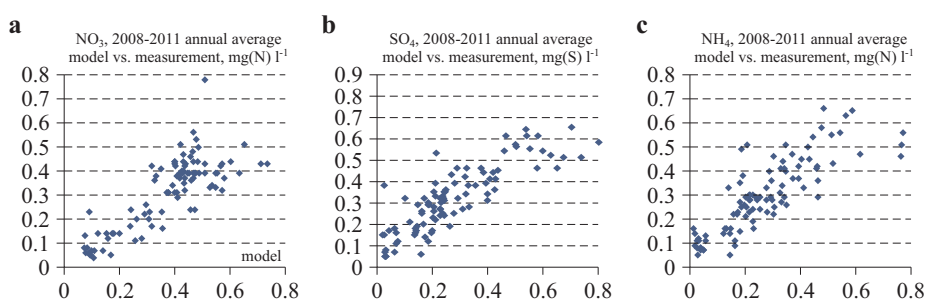 a
NO₃, 2008-2011 annual average
model vs. measurement, mg(N) l⁻¹
0.8
0.7
0.6
0.5
0.4
0.3
0.2
0.1
0
model
0 0.2 0.4 0.6 0.8
b
SO₄, 2008-2011 annual average
model vs. measurement, mg(S) l⁻¹
0.9
0.8
0.7
0.6
0.5
0.4
0.3
0.2
0.1
0
0 0.2 0.4 0.6 0.8
c
NH₄, 2008-2011 annual average
model vs. measurement, mg(N) l⁻¹
0.8
0.7
0.6
0.5
0.4
0.3
0.2
0.1
0
0 0.2 0.4 0.6 0.8